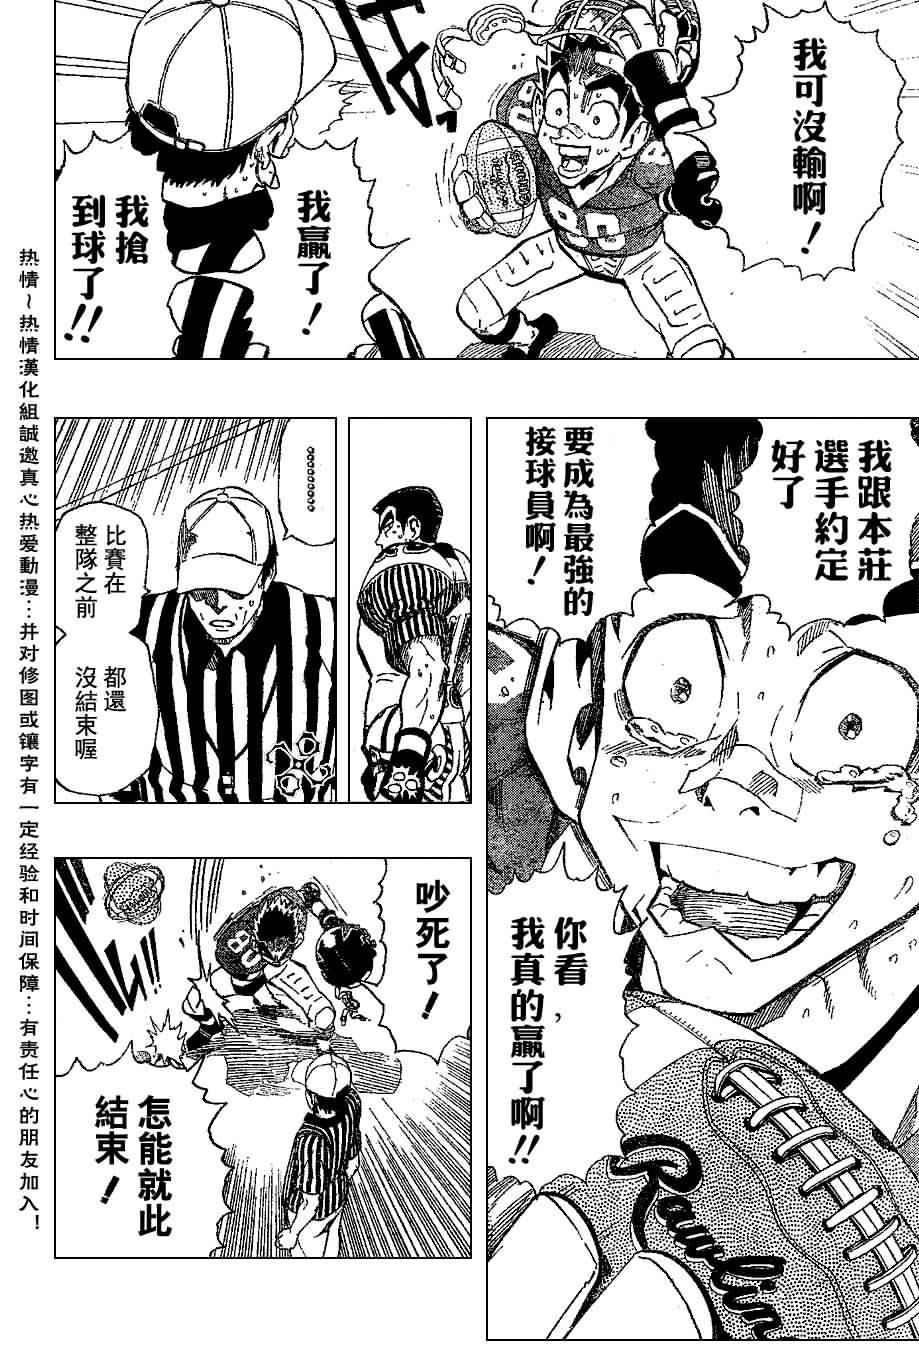 我可沒輸啊！
我贏了！
我搶
到球了!!
我跟本莊
選手約定
好了
要成為最強的
接球員啊！
你看，
我真的贏了啊!!
Rawlin
。。。。。。。。
比賽在
整隊之前
都還
沒結束喔
吵死了！
怎能就此
結束！
热情~热情漢化組誠邀真心热爱動漫…并对修图或镶字有一定经验和时间保障…有责任心的朋友加入！